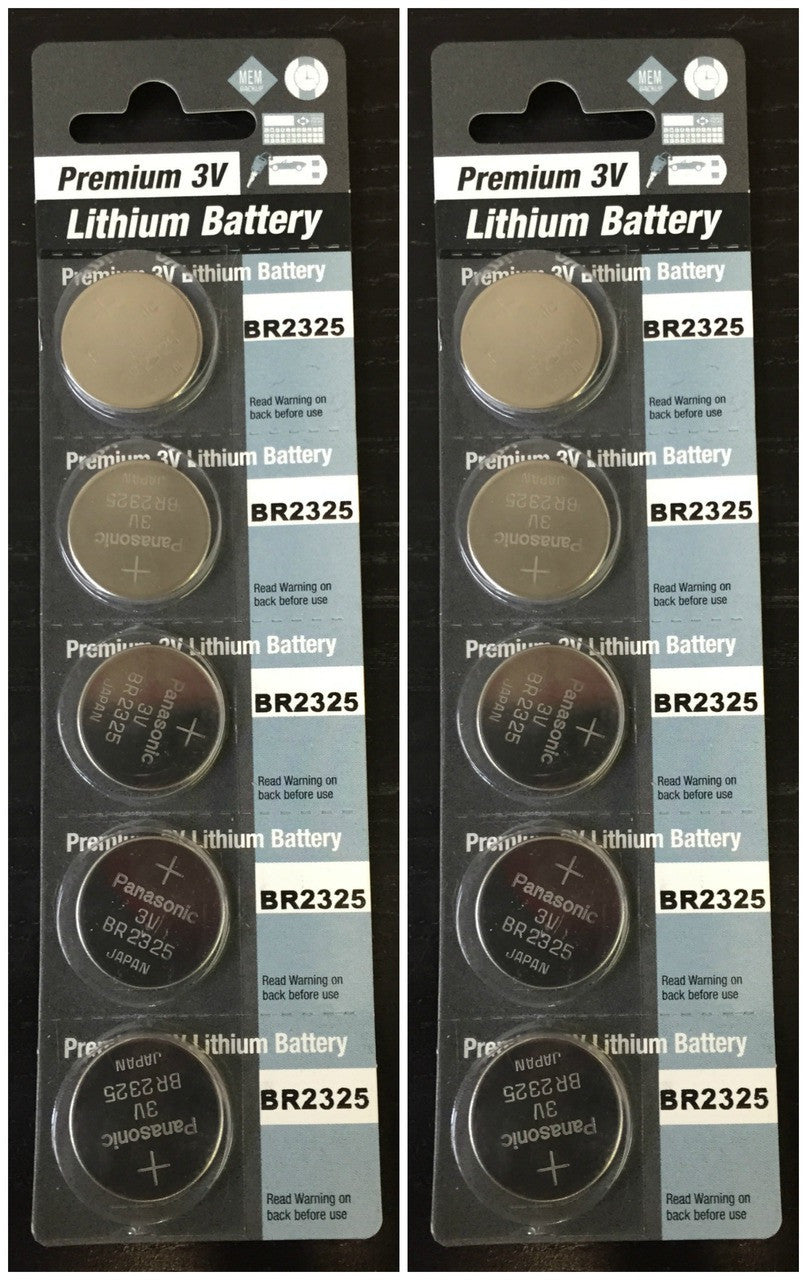 MEM
BACKUP
Premium 3V
Lithium Battery
Premium 3V Lithium Battery
BR2325
Read Warning on
back before use
Premium 3V Lithium Battery
JAPAN
BR2325
3V
Panasonic
+
BR2325
Read Warning on
back before use
Premium 3V Lithium Battery
+
Panasonic
3V
BR2325
JAPAN
BR2325
Read Warning on
back before use
Premium 3V Lithium Battery
+
Panasonic
3V
BR2325
JAPAN
BR2325
Read Warning on
back before use
Premium 3V Lithium Battery
JAPAN
BR2325
3V
Panasonic
+
BR2325
Read Warning on
back before use
MEM
BACKUP
Premium 3V
Lithium Battery
Premium 3V Lithium Battery
BR2325
Read Warning on
back before use
Premium 3V Lithium Battery
JAPAN
BR2325
3V
Panasonic
+
BR2325
Read Warning on
back before use
Premium 3V Lithium Battery
+
Panasonic
3V
BR2325
JAPAN
BR2325
Read Warning on
back before use
Premium 3V Lithium Battery
+
Panasonic
3V
BR2325
JAPAN
BR2325
Read Warning on
back before use
Premium 3V Lithium Battery
JAPAN
BR2325
3V
Panasonic
+
BR2325
Read Warning on
back before use